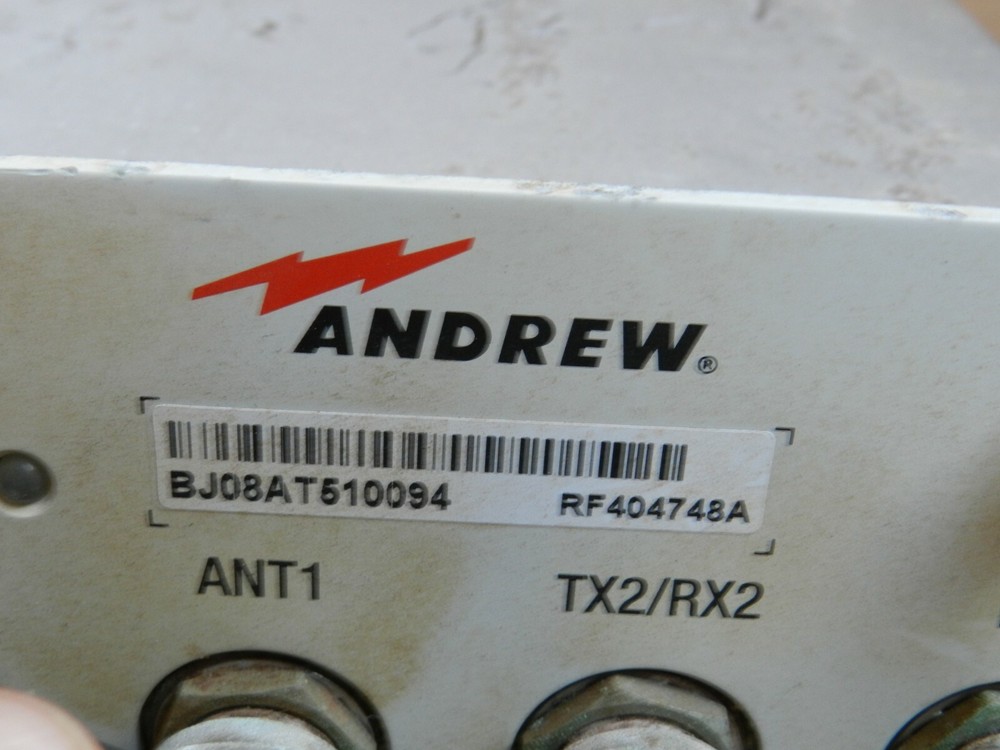 ANDREW®
BJ08AT510094 RF404748A
ANT1 TX2/RX2